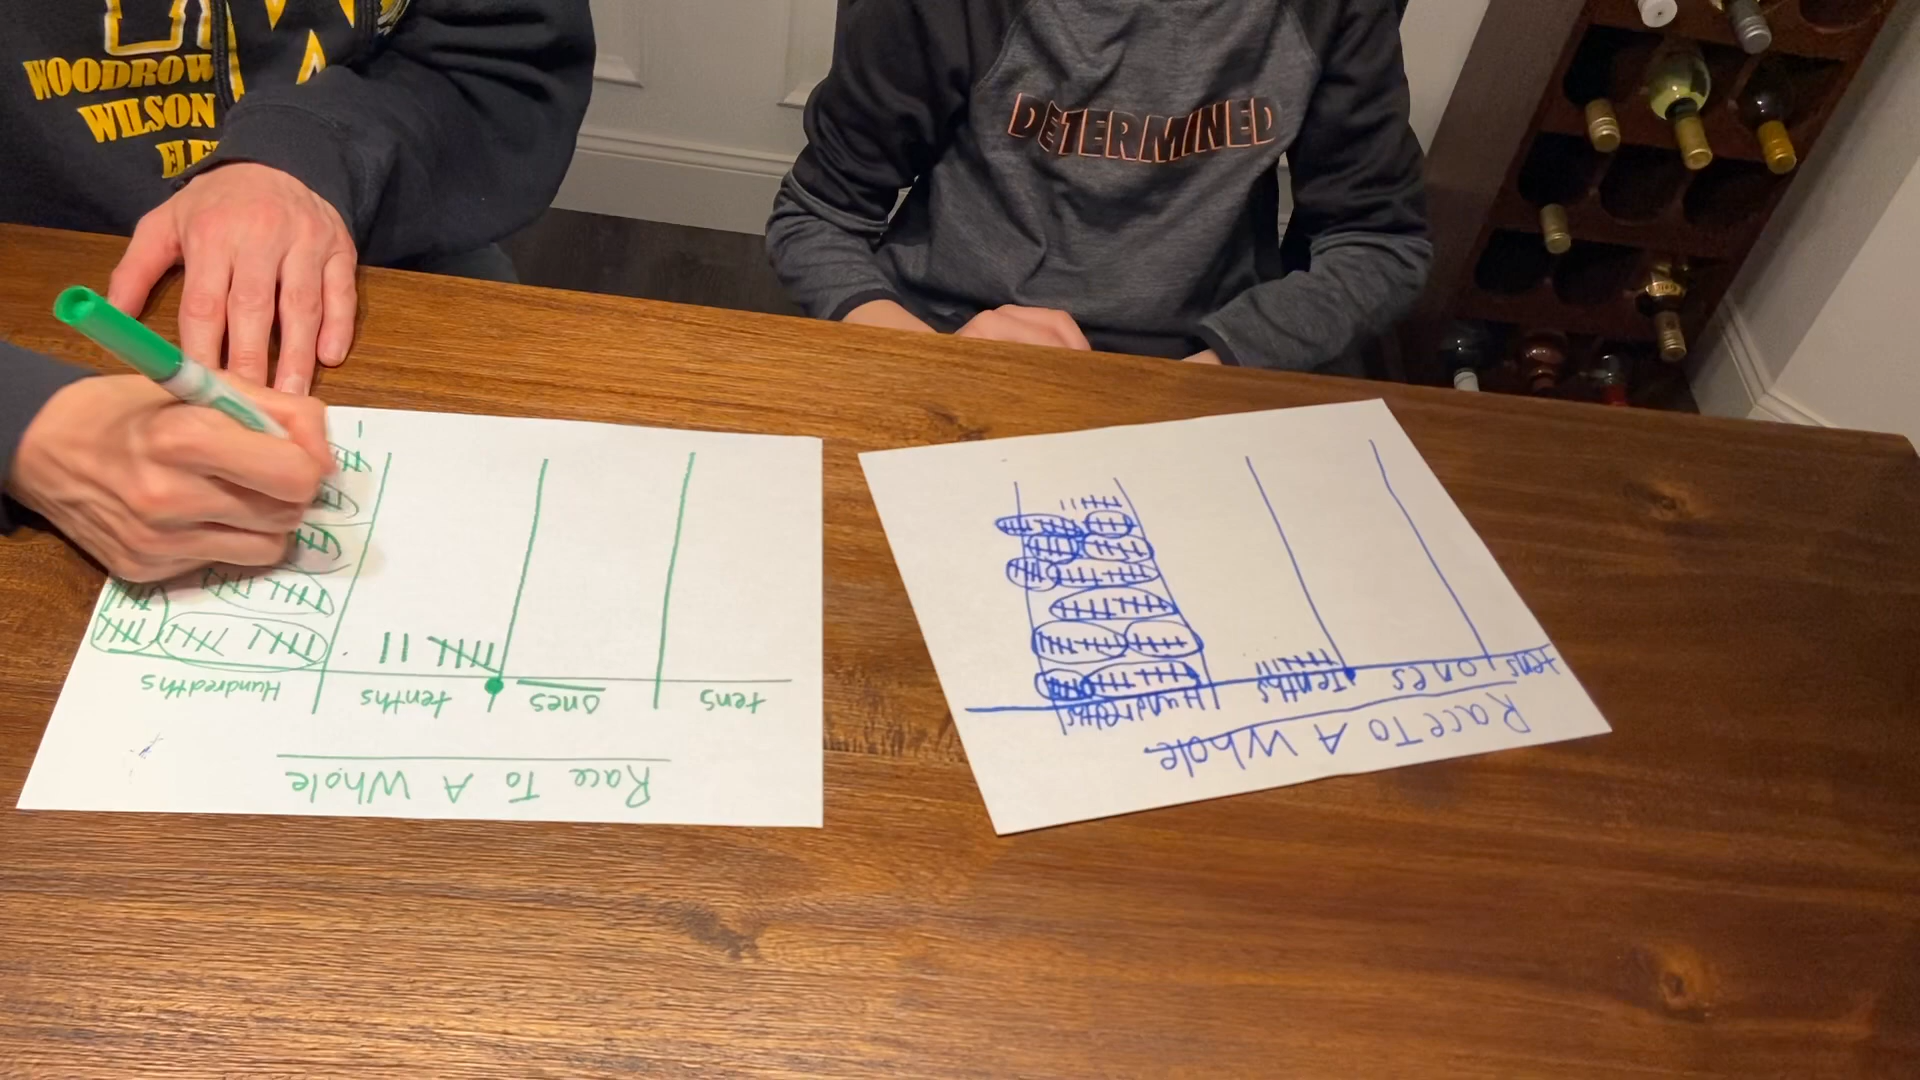 WOODROW
WILSON
DETERMINED
Race To A Whole
tens ones tenths Hundredths
Race To A Whole
tens ones tenths Hundredths